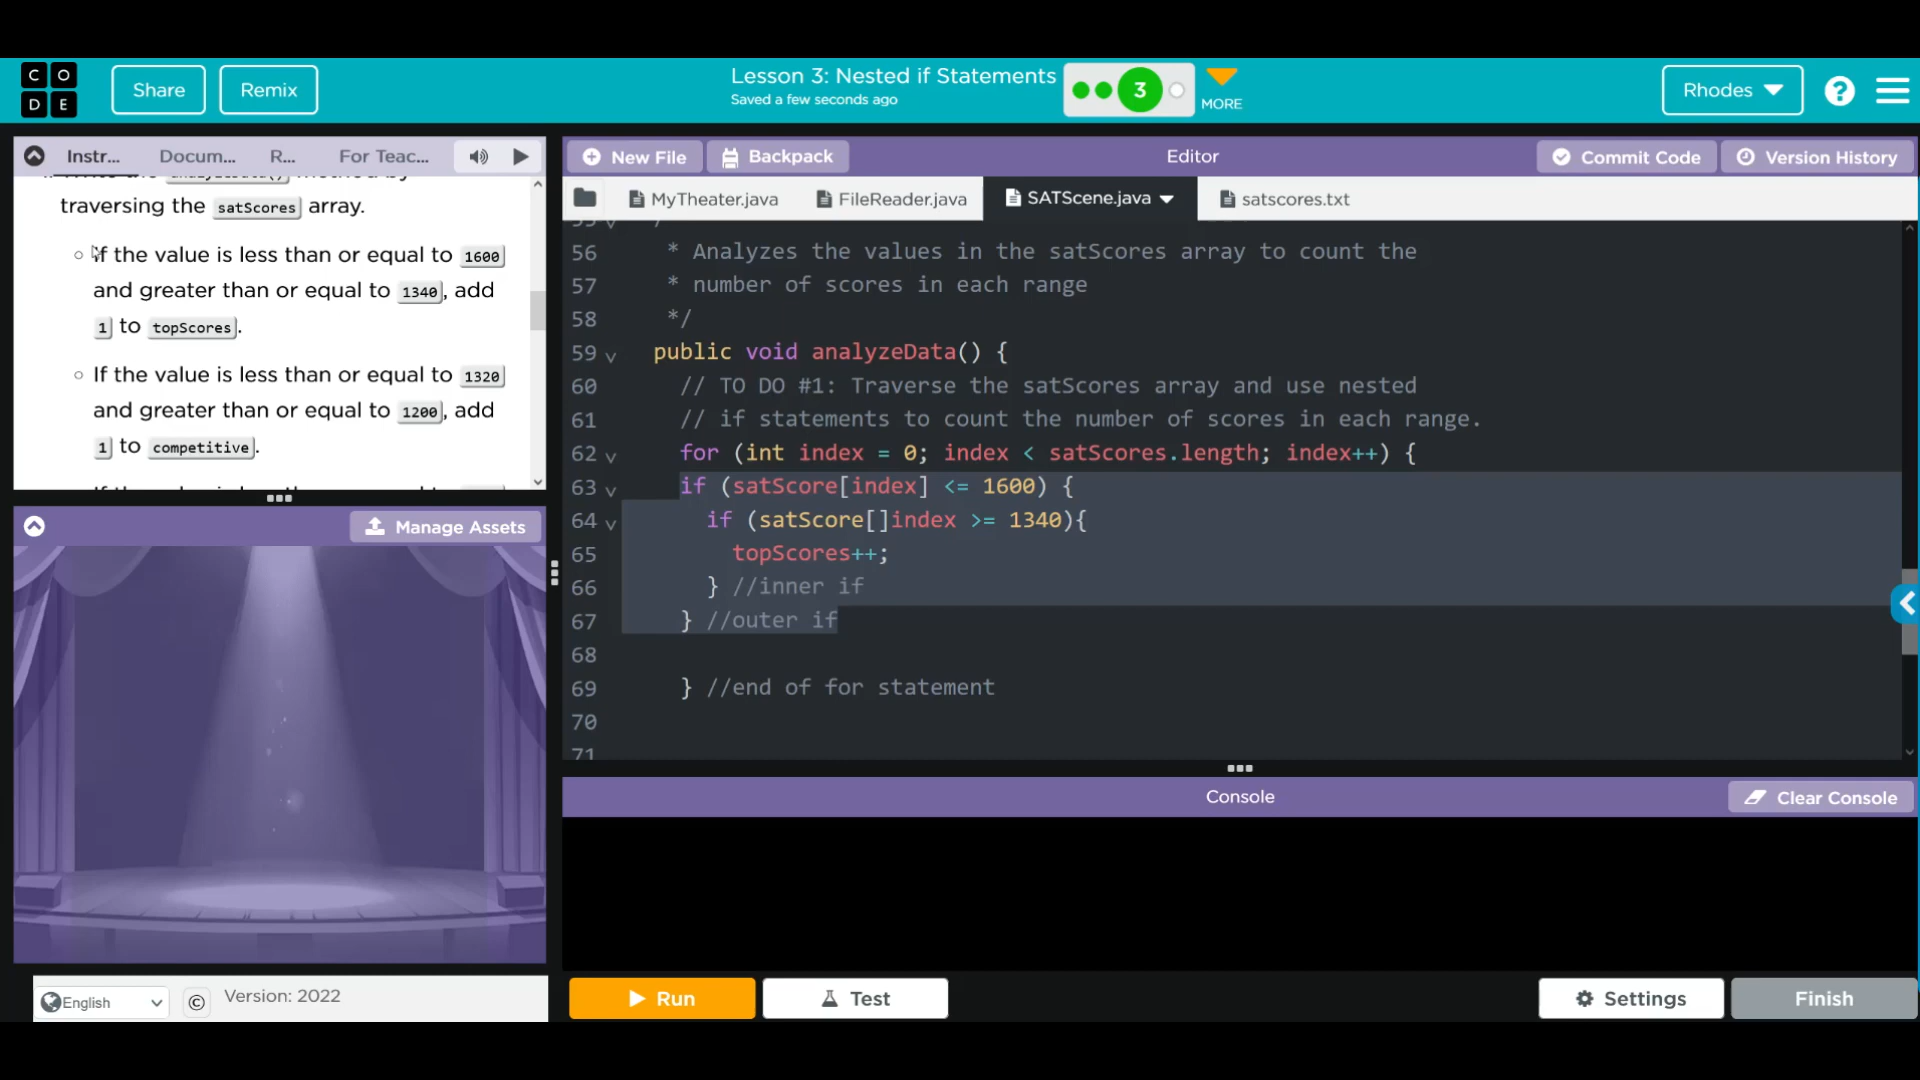 C O
D E
Share
Remix
Lesson 3: Nested if Statements
Saved a few seconds ago
3
MORE
Rhodes
?
Instr...
Docum...
R...
For Teac...
traversing the satScores array.
If the value is less than or equal to 1600
and greater than or equal to 1340, add
1 to topScores.
If the value is less than or equal to 1320
and greater than or equal to 1200, add
1 to competitive.
Manage Assets
English
©
Version: 2022
New File
Backpack
Editor
Commit Code
Version History
MyTheater.java
FileReader.java
SATScene.java
satscores.txt
56 * Analyzes the values in the satScores array to count the
57 * number of scores in each range
58 */
59 public void analyzeData() {
60 // TO DO #1: Traverse the satScores array and use nested
61 // if statements to count the number of scores in each range.
62 for (int index = 0; index < satScores.length; index++) {
63 if (satScore[index] <= 1600) {
64 if (satScore[]index >= 1340){
65 topScores++;
66 } //inner if
67 } //outer if
68
69 } //end of for statement
70
71
Console
Clear Console
Run
Test
Settings
Finish